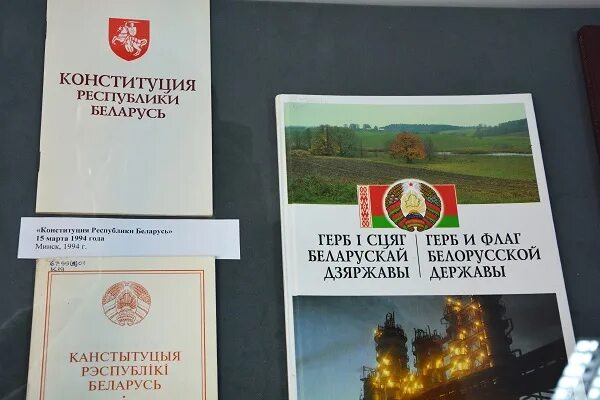 КОНСТИТУЦИЯ
РЕСПУБЛИКИ
БЕЛАРУСЬ
«Конституция Республики Беларусь»
15 марта 1994 года
Минск, 1994 г.
КАНСТЫТУЦЫЯ
РЭСПУБЛІКІ
БЕЛАРУСЬ
ГЕРБ І СЦЯГ
БЕЛАРУСКАЙ
ДЗЯРЖАВЫ
ГЕРБ И ФЛАГ
БЕЛОРУССКОЙ
ДЕРЖАВЫ